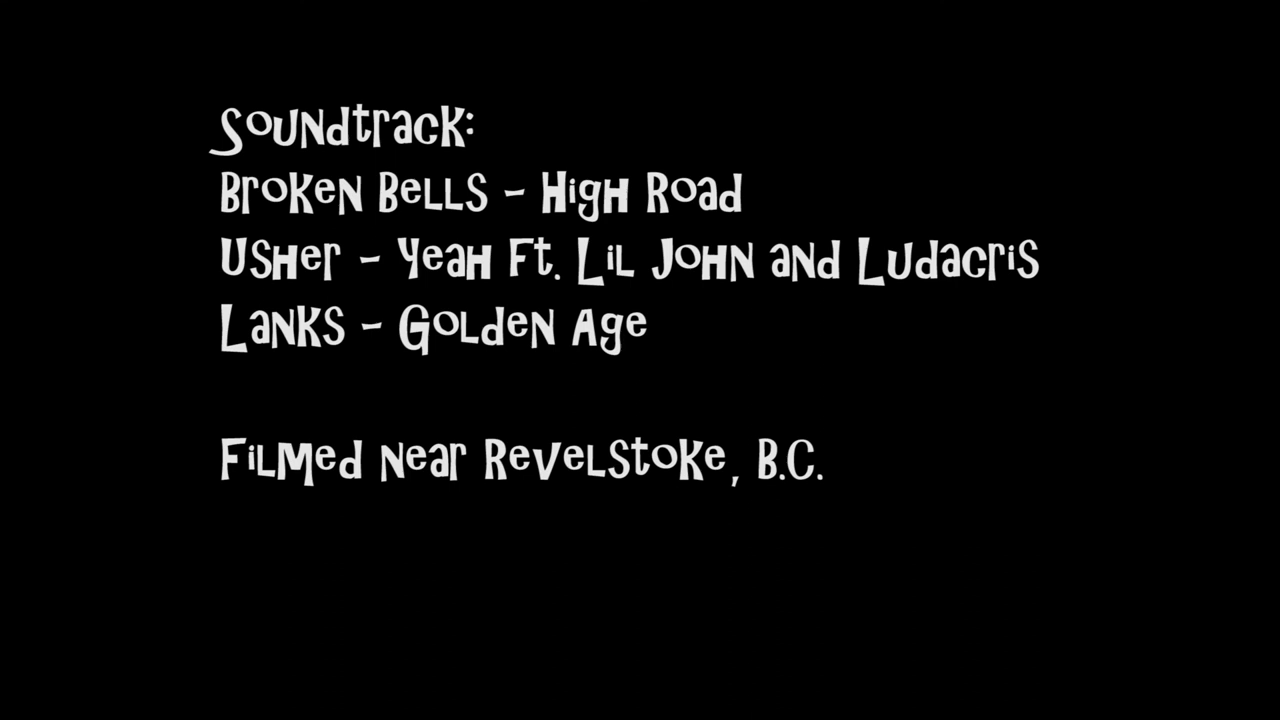 Soundtrack:
Broken Bells - High Road
Usher - Yeah Ft. Lil John and Ludacris
Lanks - Golden Age
Filmed near Revelstoke, B.C.